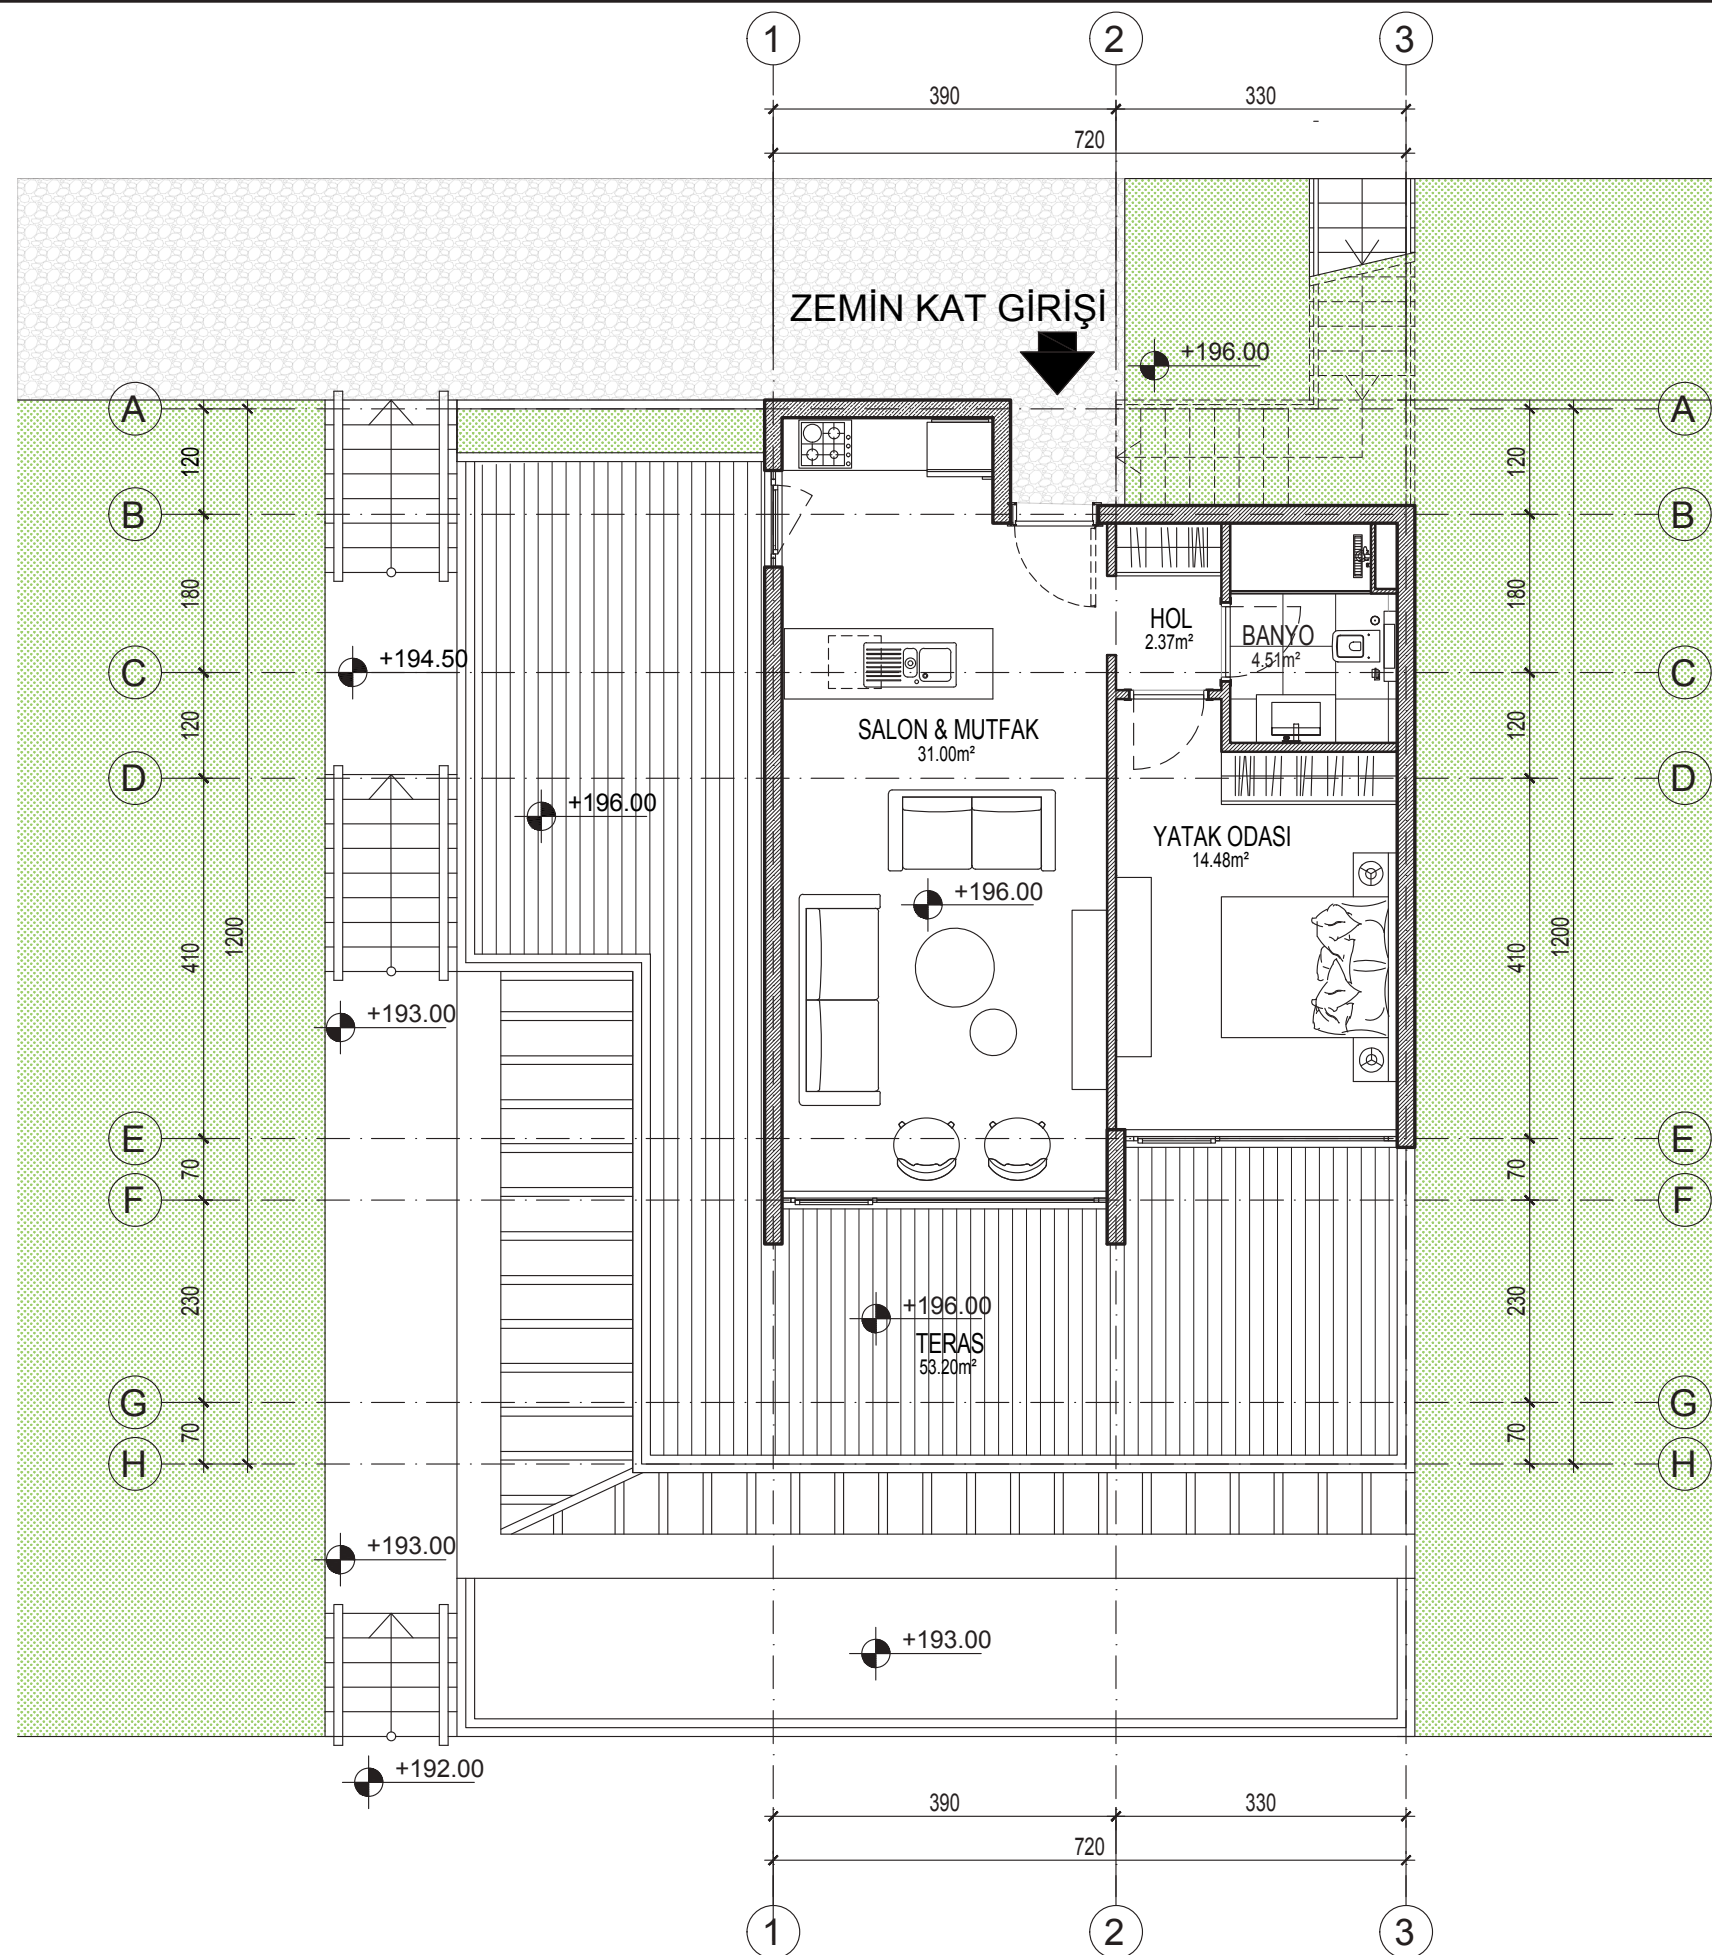 1 2 3
390 330
720
ZEMİN KAT GİRİŞİ
+196.00
A A
120 120
B B
180 180
HOL
2.37m²
BANYO
4.51m²
C +194.50 C
120 120
SALON & MUTFAK
31.00m²
D D
+196.00
YATAK ODASI
14.48m²
+196.00
410 1200 410 1200
+193.00
E E
70 70
F F
230 230
+196.00
TERAS
53.20m²
G G
70 70
H H
+193.00
+193.00
+192.00
390 330
720
1 2 3